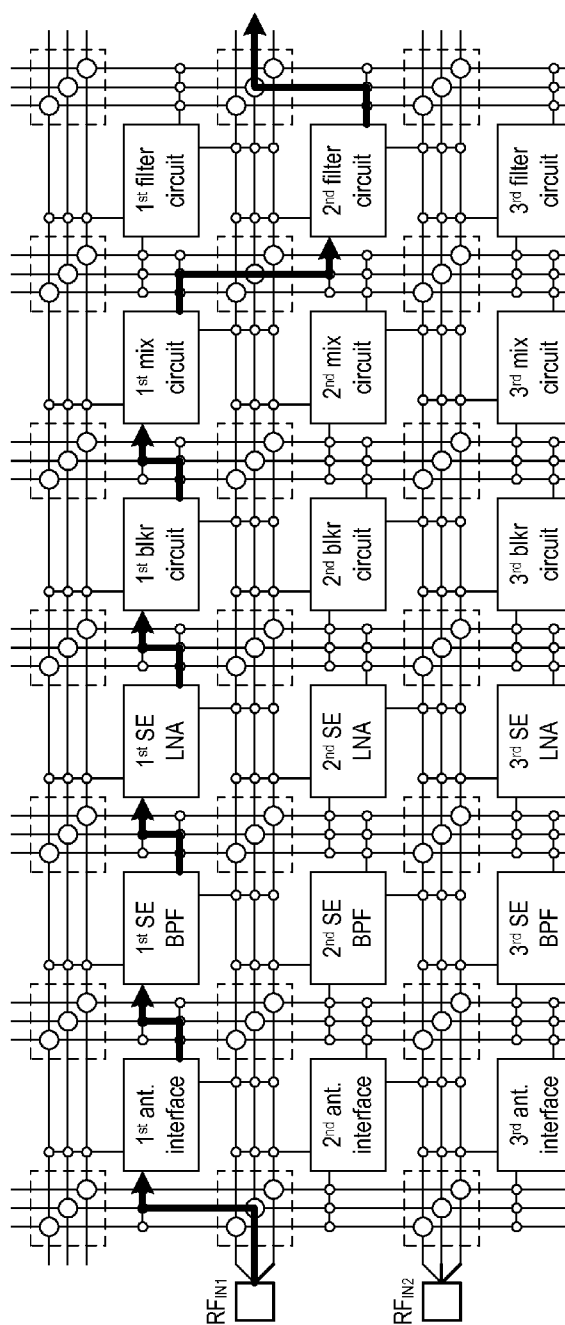 RFIN1
RFIN2
1st ant.
interface
1st SE
BPF
1st SE
LNA
1st blkr
circuit
1st mix
circuit
1st filter
circuit
2nd ant.
interface
2nd SE
BPF
2nd SE
LNA
2nd blkr
circuit
2nd mix
circuit
2nd filter
circuit
3rd ant.
interface
3rd SE
BPF
3rd SE
LNA
3rd blkr
circuit
3rd mix
circuit
3rd filter
circuit